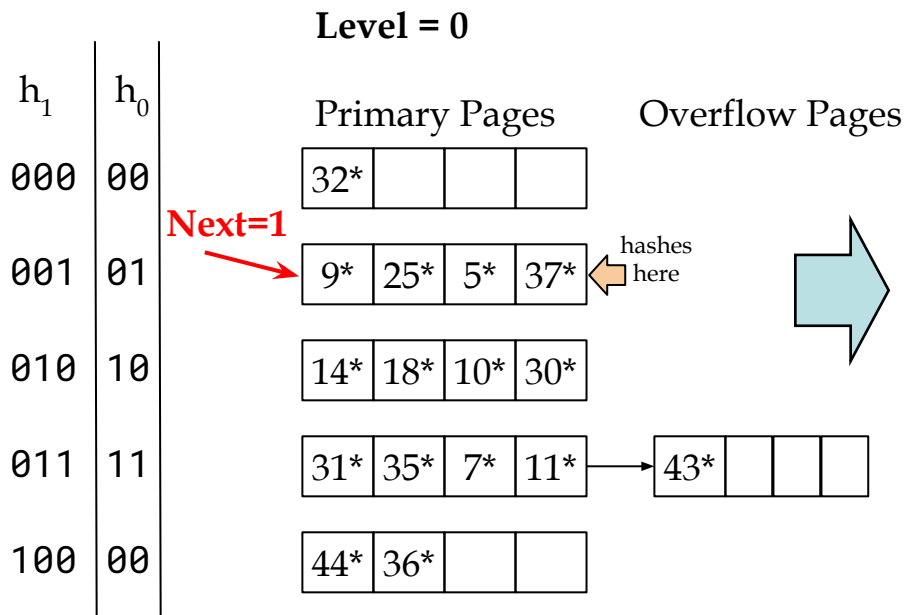 Level = 0
h1 h0 Primary Pages Overflow Pages
000 00 32*
Next=1
001 01 9* 25* 5* 37* hashes here
010 10 14* 18* 10* 30*
011 11 31* 35* 7* 11* 43*
100 00 44* 36*